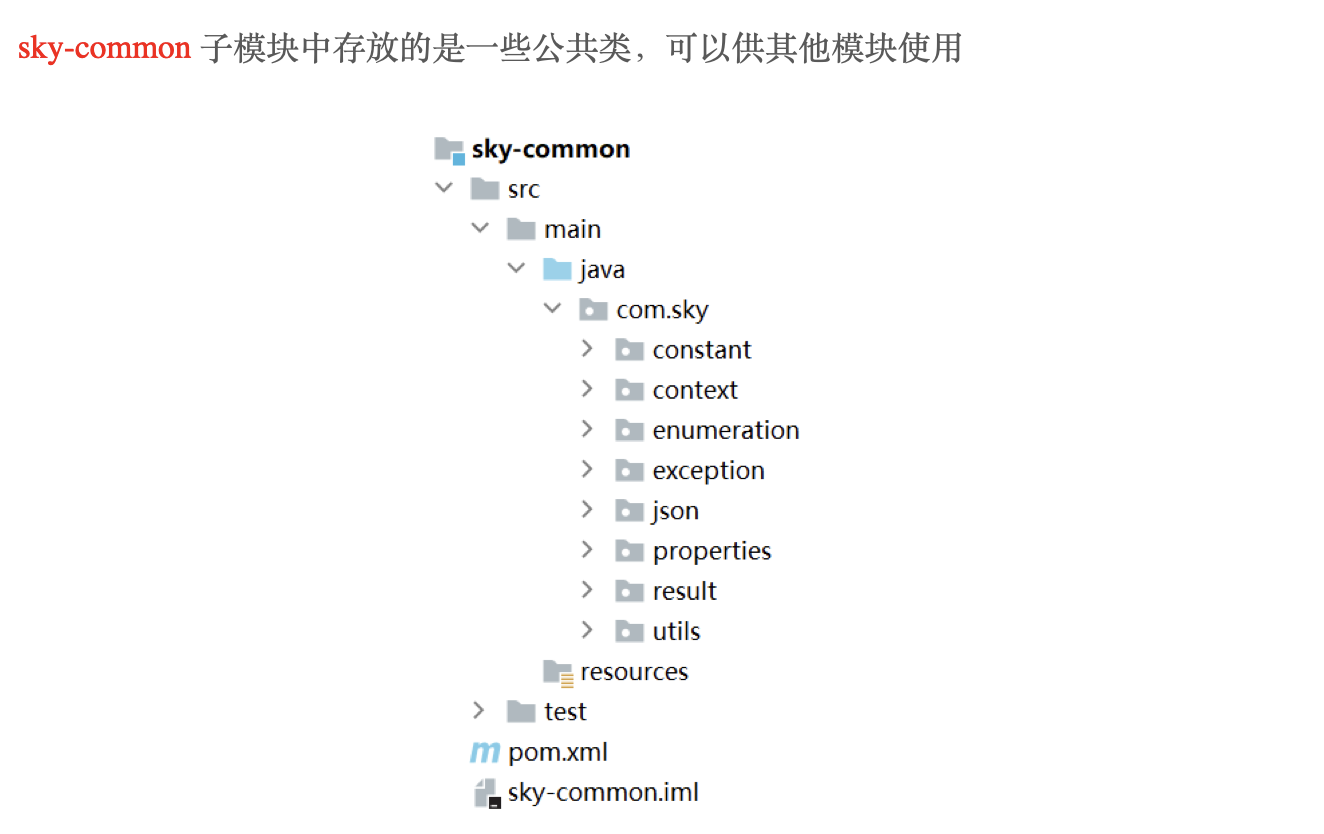 sky-common 子模块中存放的是一些公共类，可以供其他模块使用
sky-common
src
main
java
com.sky
constant
context
enumeration
exception
json
properties
result
utils
resources
test
pom.xml
sky-common.iml